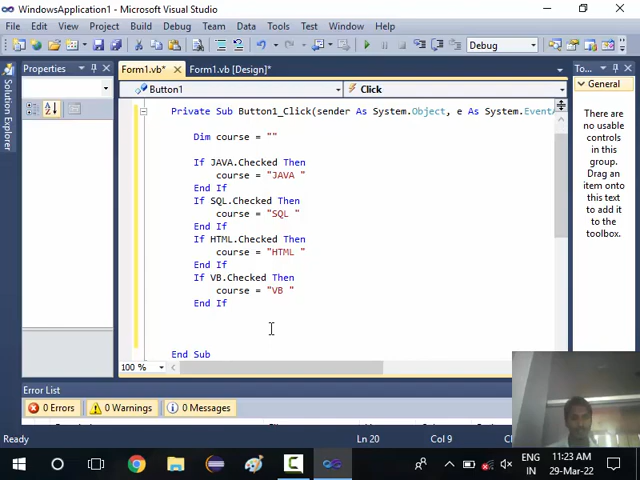 WindowsApplication1 - Microsoft Visual Studio
File Edit View Project Build Debug Team Data Tools Test Window Help
Debug
Solution Explorer
Properties
Form1.vb*
Form1.vb [Design]*
Button1
Click
Private Sub Button1_Click(sender As System.Object, e As System.EventA
Dim course = ""
If JAVA.Checked Then
course = "JAVA "
End If
If SQL.Checked Then
course = "SQL "
End If
If HTML.Checked Then
course = "HTML "
End If
If VB.Checked Then
course = "VB "
End If
End Sub
100 %
To...
General
There are
no usable
controls in
this group.
Drag an
item onto
this text to
add it to
the toolbox.
Error List
0 Errors
0 Warnings
0 Messages
Ready
Ln 20
Col 9
ENG
IN
11:23 AM
29-Mar-22